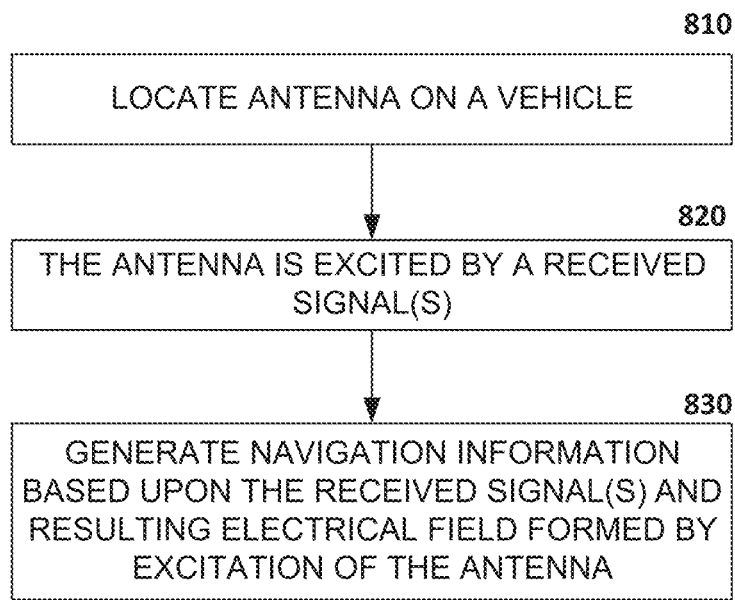 810
LOCATE ANTENNA ON A VEHICLE
820
THE ANTENNA IS EXCITED BY A RECEIVED
SIGNAL(S)
830
GENERATE NAVIGATION INFORMATION
BASED UPON THE RECEIVED SIGNAL(S) AND
RESULTING ELECTRICAL FIELD FORMED BY
EXCITATION OF THE ANTENNA